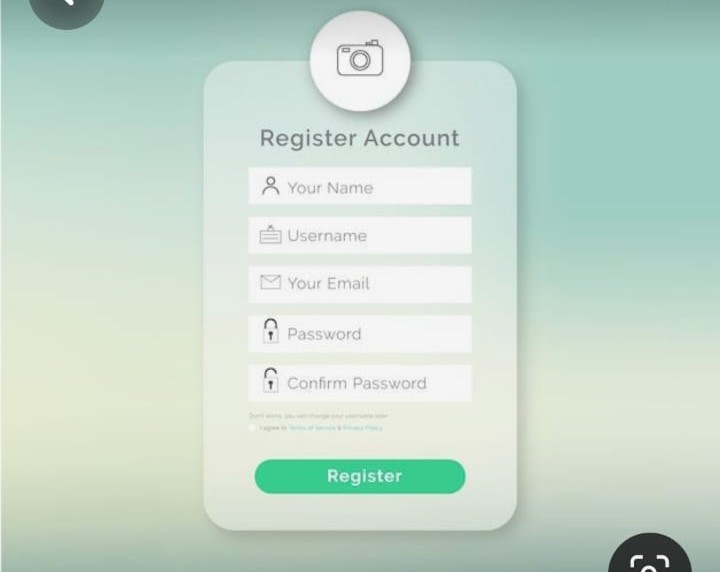 Register Account
Your Name
Username
Your Email
Password
Confirm Password
Don't worry, you can change your username later
I agree to Terms of Service & Privacy Policy
Register